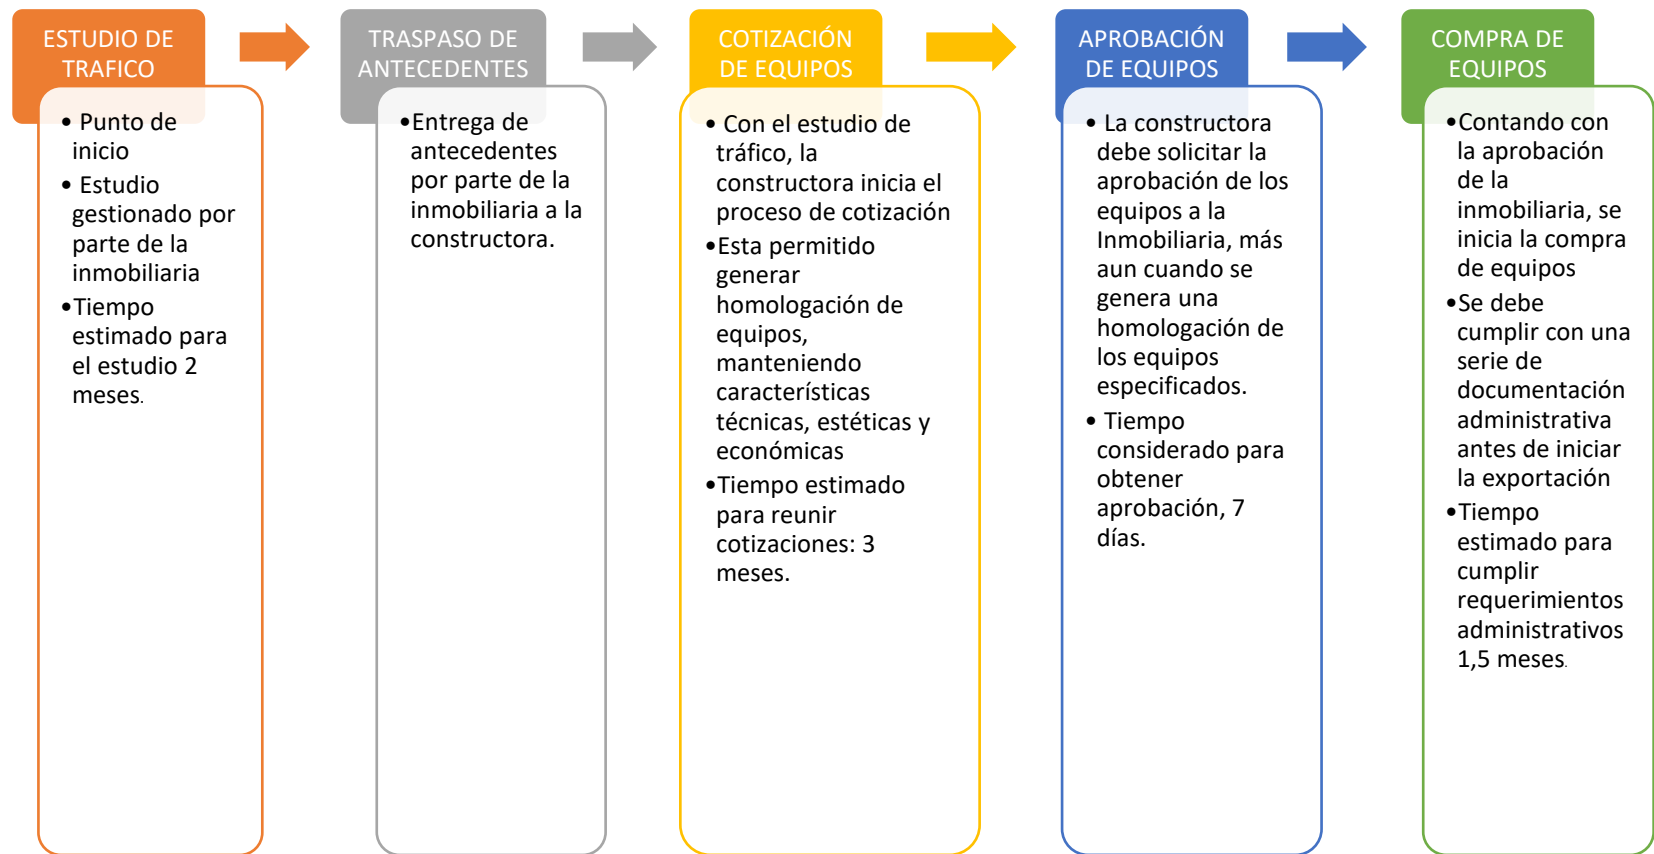 ESTUDIO DE
TRAFICO
• Punto de
inicio
• Estudio
gestionado por
parte de la
inmobiliaria
•Tiempo
estimado para
el estudio 2
meses.
TRASPASO DE
ANTECEDENTES
•Entrega de
antecedentes
por parte de la
inmobiliaria a la
constructora.
COTIZACIÓN
DE EQUIPOS
• Con el estudio de
tráfico, la
constructora inicia el
proceso de cotización
•Esta permitido
generar
homologación de
equipos,
manteniendo
características
técnicas, estéticas y
económicas
•Tiempo estimado
para reunir
cotizaciones: 3
meses.
APROBACIÓN
DE EQUIPOS
• La constructora
debe solicitar la
aprobación de los
equipos a la
Inmobiliaria, más
aun cuando se
genera una
homologación de
los equipos
especificados.
• Tiempo
considerado para
obtener
aprobación, 7
días.
COMPRA DE
EQUIPOS
•Contando con
la aprobación
de la
inmobiliaria, se
inicia la compra
de equipos
•Se debe
cumplir con una
serie de
documentación
administrativa
antes de iniciar
la exportación
•Tiempo
estimado para
cumplir
requerimientos
administrativos
1,5 meses.